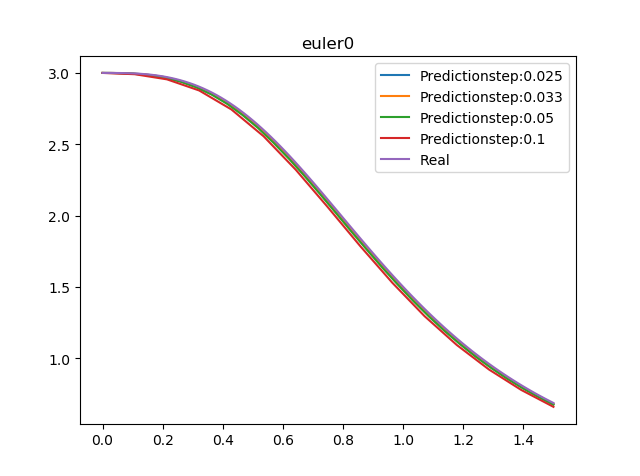 euler0
Predictionstep:0.025
Predictionstep:0.033
Predictionstep:0.05
Predictionstep:0.1
Real
3.0
2.5
2.0
1.5
1.0
0.0 0.2 0.4 0.6 0.8 1.0 1.2 1.4